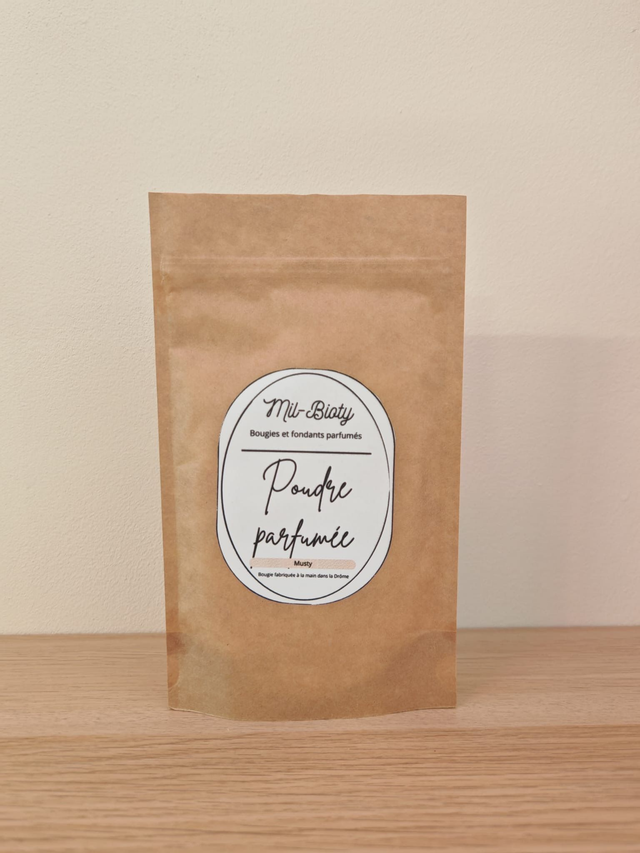 Mil-Bioty
Bougies et fondants parfumés
Poudre
parfumée
Musty
Bougie fabriquée à la main dans la Drôme